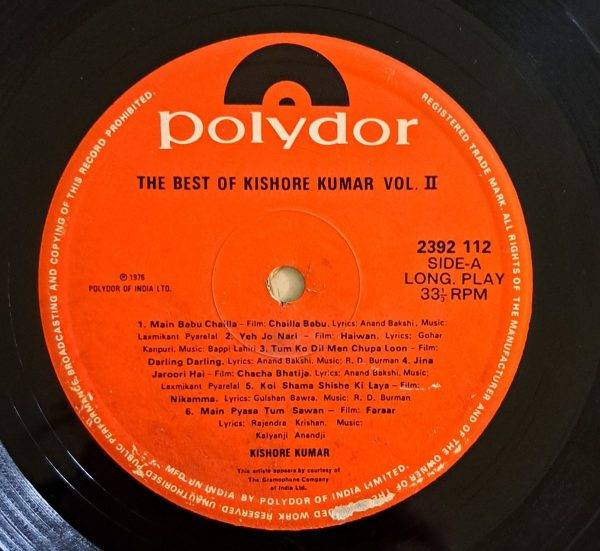 polydor
THE BEST OF KISHORE KUMAR VOL. II
2392 112
SIDE-A
LONG. PLAY
33⅓ RPM
℗ 1976
POLYDOR OF INDIA LTD.
1. Main Babu Chailla – Film: Chailla Babu. Lyrics: Anand Bakshi. Music:
Laxmikant Pyarelal 2. Yeh Jo Nari – Film: Haiwan. Lyrics: Gohar
Kanpuri. Music: Bappi Lahiri 3. Tum Ko Dil Men Chupa Loon – Film:
Darling Darling. Lyrics: Anand Bakshi. Music: R. D. Burman 4. Jina
Jaroori Hai – Film: Chacha Bhatija. Lyrics: Anand Bakshi. Music:
Laxmikant Pyarelal 5. Koi Shama Shishe Ki Laya – Film:
Nikamma. Lyrics: Gulshan Bawra. Music: R. D. Burman
6. Main Pyasa Tum Sawan – Film: Faraar
Lyrics: Rajendra Krishan. Music:
Kalyanji Anandji
KISHORE KUMAR
This artiste appears by courtesy of
The Gramophone Company
of India Ltd.
MFD. IN INDIA BY POLYDOR OF INDIA LIMITED.
REGISTERED TRADE MARK. ALL RIGHTS OF THE MANUFACTURER AND OF THE OWNER OF THE RECORDED WORK RESERVED UNAUTHORISED PUBLIC PERFORMANCE, BROADCASTING AND COPYING OF THIS RECORD PROHIBITED.